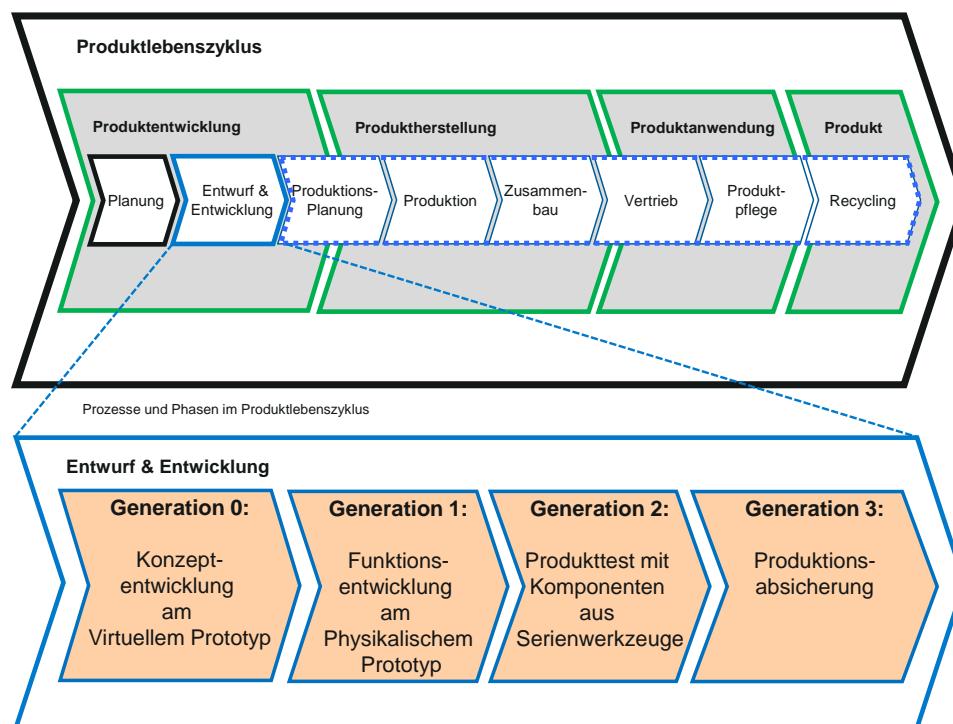 Produktlebenszyklus
Produktentwicklung
Produktherstellung
Produktanwendung
Produkt
Planung
Entwurf &
Entwicklung
Produktions-
Planung
Produktion
Zusammen-
bau
Vertrieb
Produkt-
pflege
Recycling
Prozesse und Phasen im Produktlebenszyklus
Entwurf & Entwicklung
Generation 0:
Konzept-
entwicklung
am
Virtuellem Prototyp
Generation 1:
Funktions-
entwicklung
am
Physikalischem
Prototyp
Generation 2:
Produkttest mit
Komponenten
aus
Serienwerkzeuge
Generation 3:
Produktions-
absicherung